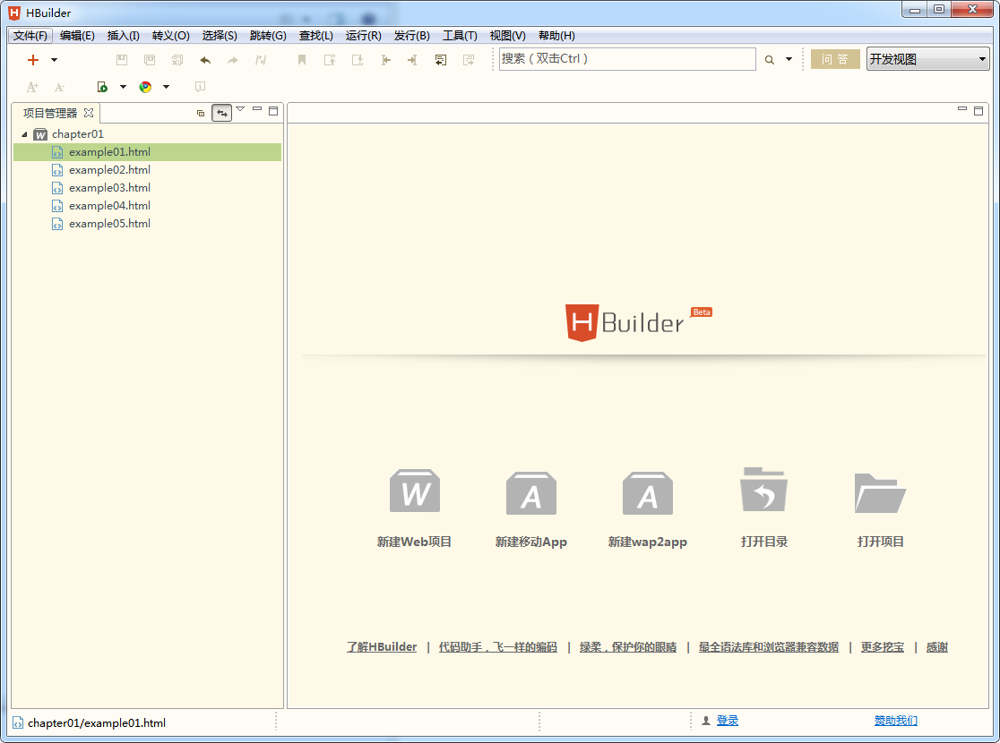 HBuilder
文件(F) 编辑(E) 插入(I) 转义(O) 选择(S) 跳转(G) 查找(L) 运行(R) 发行(B) 工具(T) 视图(V) 帮助(H)
搜索（双击Ctrl） 问 答 开发视图
A+ A-
项目管理器
W chapter01
example01.html
example02.html
example03.html
example04.html
example05.html
H Builder Beta
W A A
新建Web项目 新建移动App 新建wap2app 打开目录 打开项目
了解HBuilder | 代码助手，飞一样的编码 | 绿柔，保护你的眼睛 | 最全语法库和浏览器兼容数据 | 更多挖宝 | 感谢
chapter01/example01.html 登录 赞助我们